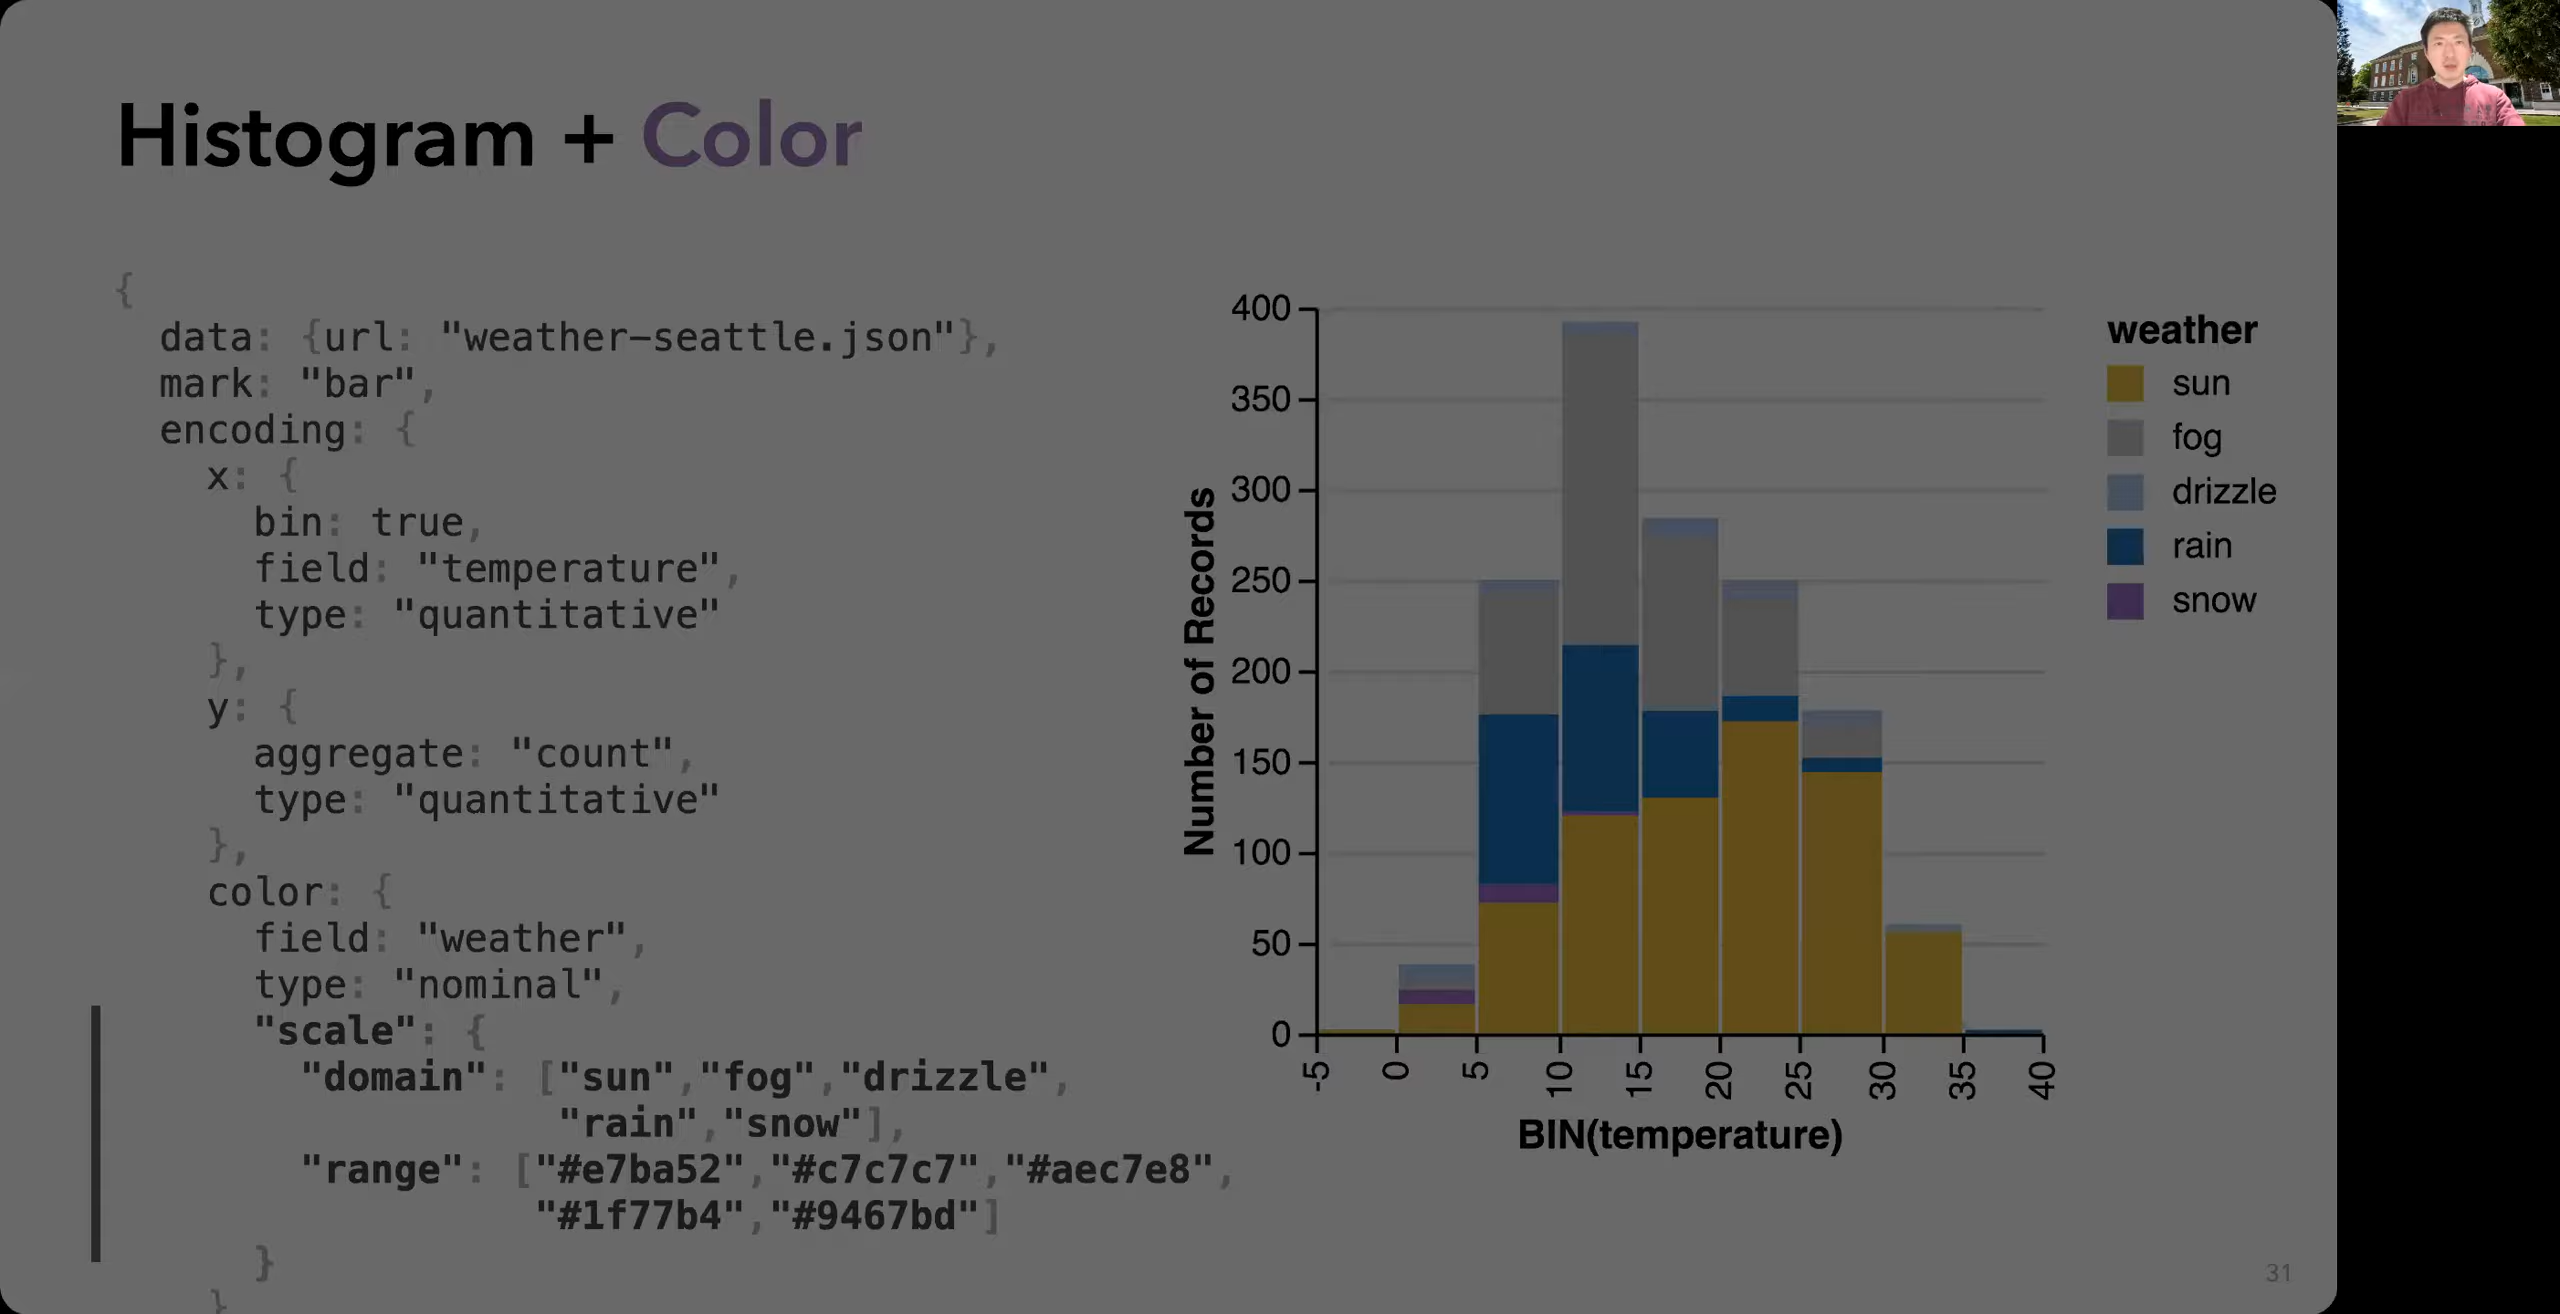 Histogram + Color
{
data: {url: "weather-seattle.json"},
mark: "bar",
encoding: {
x: {
bin: true,
field: "temperature",
type: "quantitative"
},
y: {
aggregate: "count",
type: "quantitative"
},
color: {
field: "weather",
type: "nominal",
"scale": {
"domain": ["sun","fog","drizzle",
"rain","snow"],
"range": ["#e7ba52","#c7c7c7","#aec7e8",
"#1f77b4","#9467bd"]
}
}
Number of Records
400
350
300
250
200
150
100
50
0
-5
0
5
10
15
20
25
30
35
40
BIN(temperature)
weather
sun
fog
drizzle
rain
snow
31